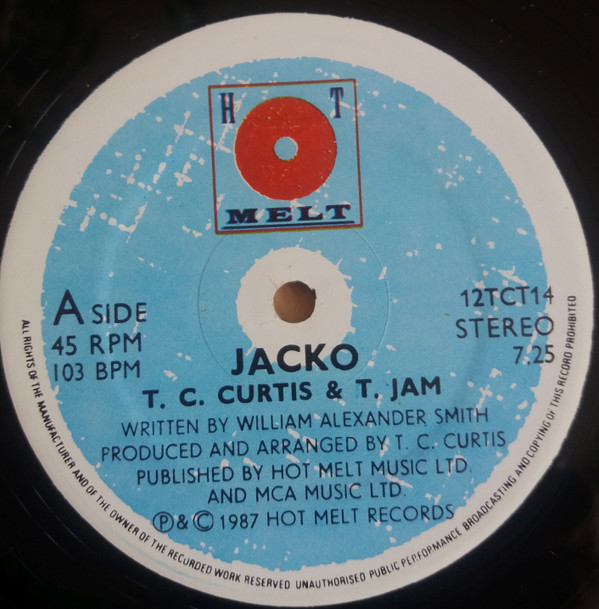 HOT
MELT
A SIDE
45 RPM
103 BPM
12TCT14
STEREO
7.25
JACKO
T. C. CURTIS & T. JAM
WRITTEN BY WILLIAM ALEXANDER SMITH
PRODUCED AND ARRANGED BY T. C. CURTIS
PUBLISHED BY HOT MELT MUSIC LTD.
AND MCA MUSIC LTD.
Ⓟ & © 1987 HOT MELT RECORDS
ALL RIGHTS OF THE MANUFACTURER AND OF THE OWNER OF THE RECORDED WORK RESERVED UNAUTHORISED PUBLIC PERFORMANCE BROADCASTING AND COPYING OF THIS RECORD PROHIBITED